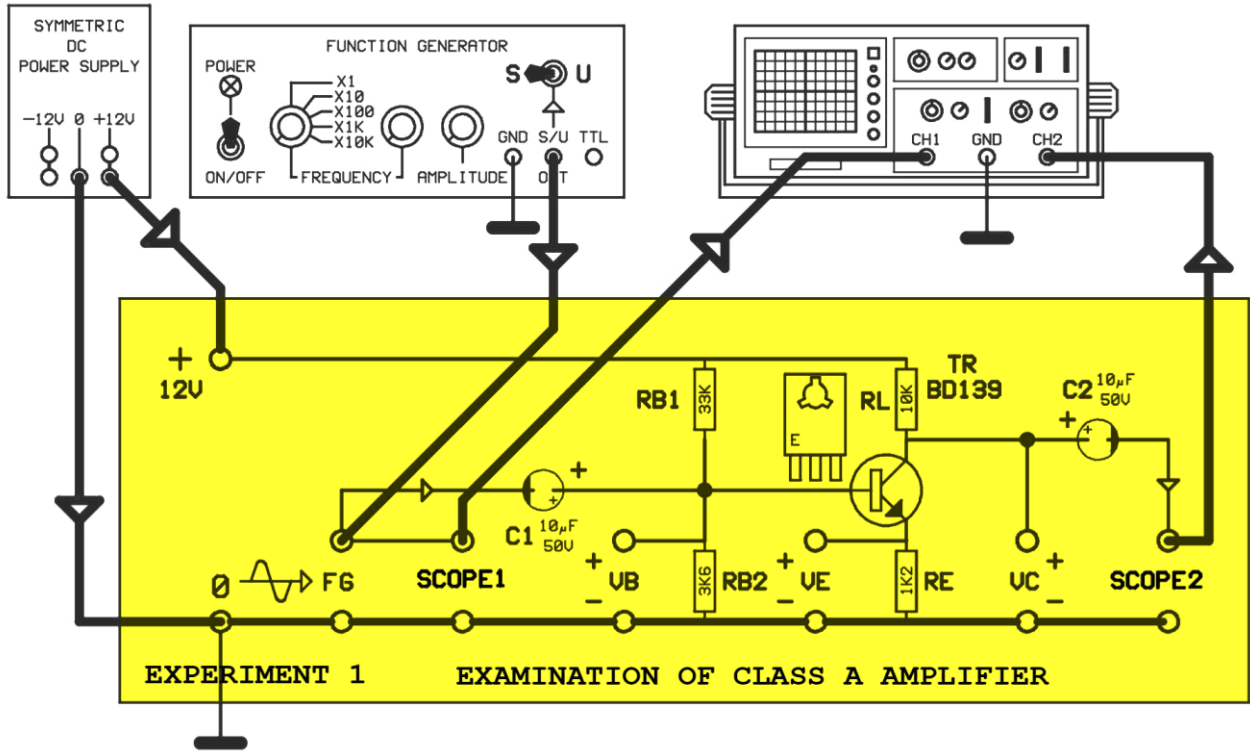 SYMMETRIC
DC
POWER SUPPLY
-12V 0 +12V
FUNCTION GENERATOR
POWER
ON/OFF
X1
X10
X100
X1K
X10K
FREQUENCY
AMPLITUDE
S U
GND S/U TTL
OUT
CH1 GND CH2
+
12V
RB1
33K
E
RL
10K
TR
BD139
C2
10µF
50V
+
+
+
C1
10µF
50V
+
0
FG
SCOPE1
+
VB
-
3K6
RB2
+
VE
-
1K2
RE
VC
+
-
SCOPE2
EXPERIMENT 1 EXAMINATION OF CLASS A AMPLIFIER